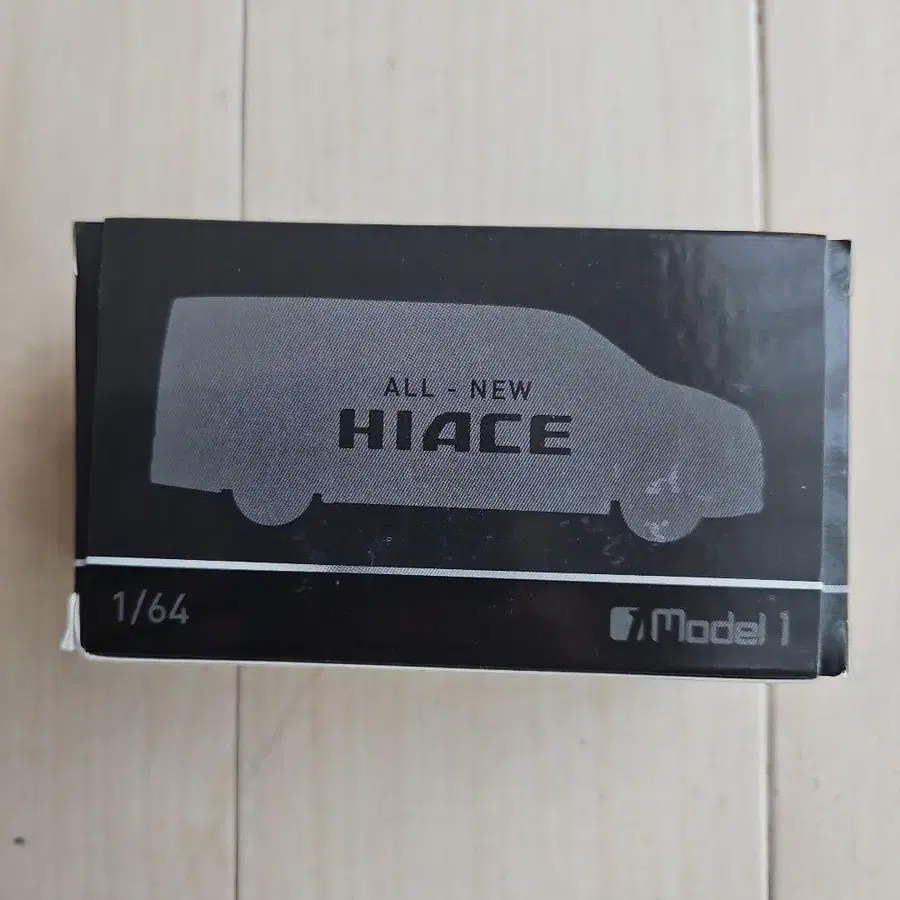 ALL - NEW
HIACE
1/64
Model 1